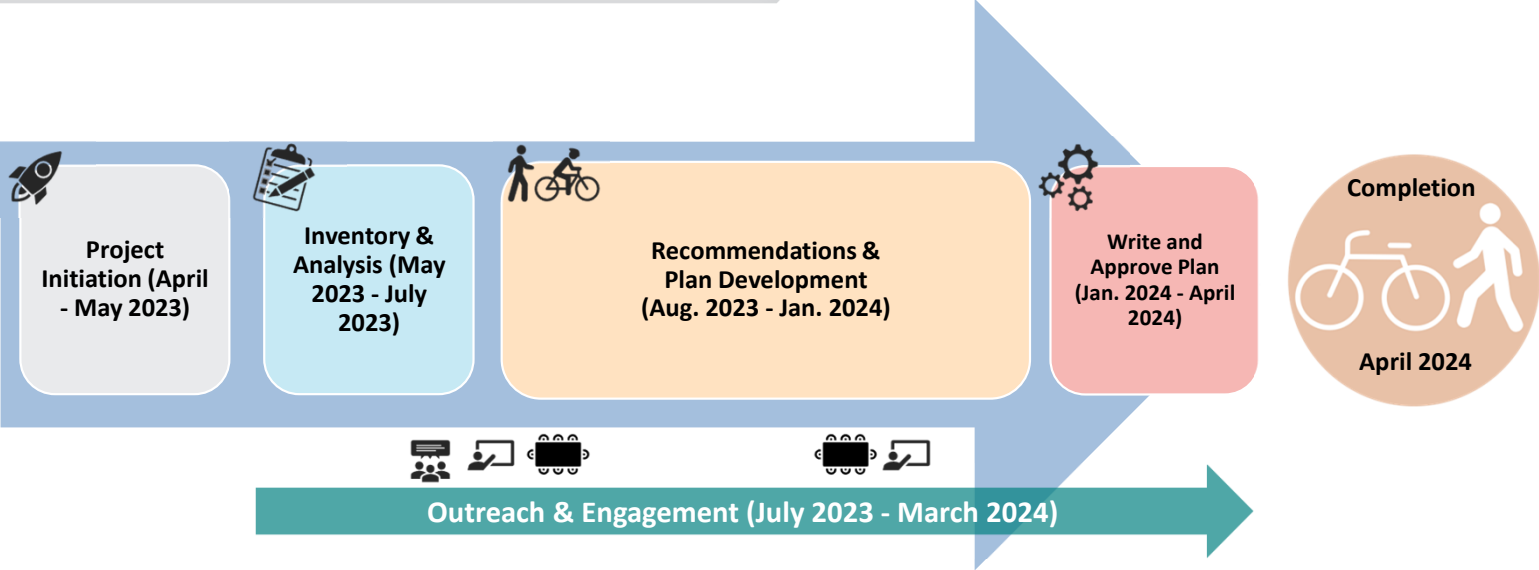 Project
Initiation (April
- May 2023)
Inventory &
Analysis (May
2023 - July
2023)
Recommendations &
Plan Development
(Aug. 2023 - Jan. 2024)
Write and
Approve Plan
(Jan. 2024 - April
2024)
Completion
April 2024
Outreach & Engagement (July 2023 - March 2024)